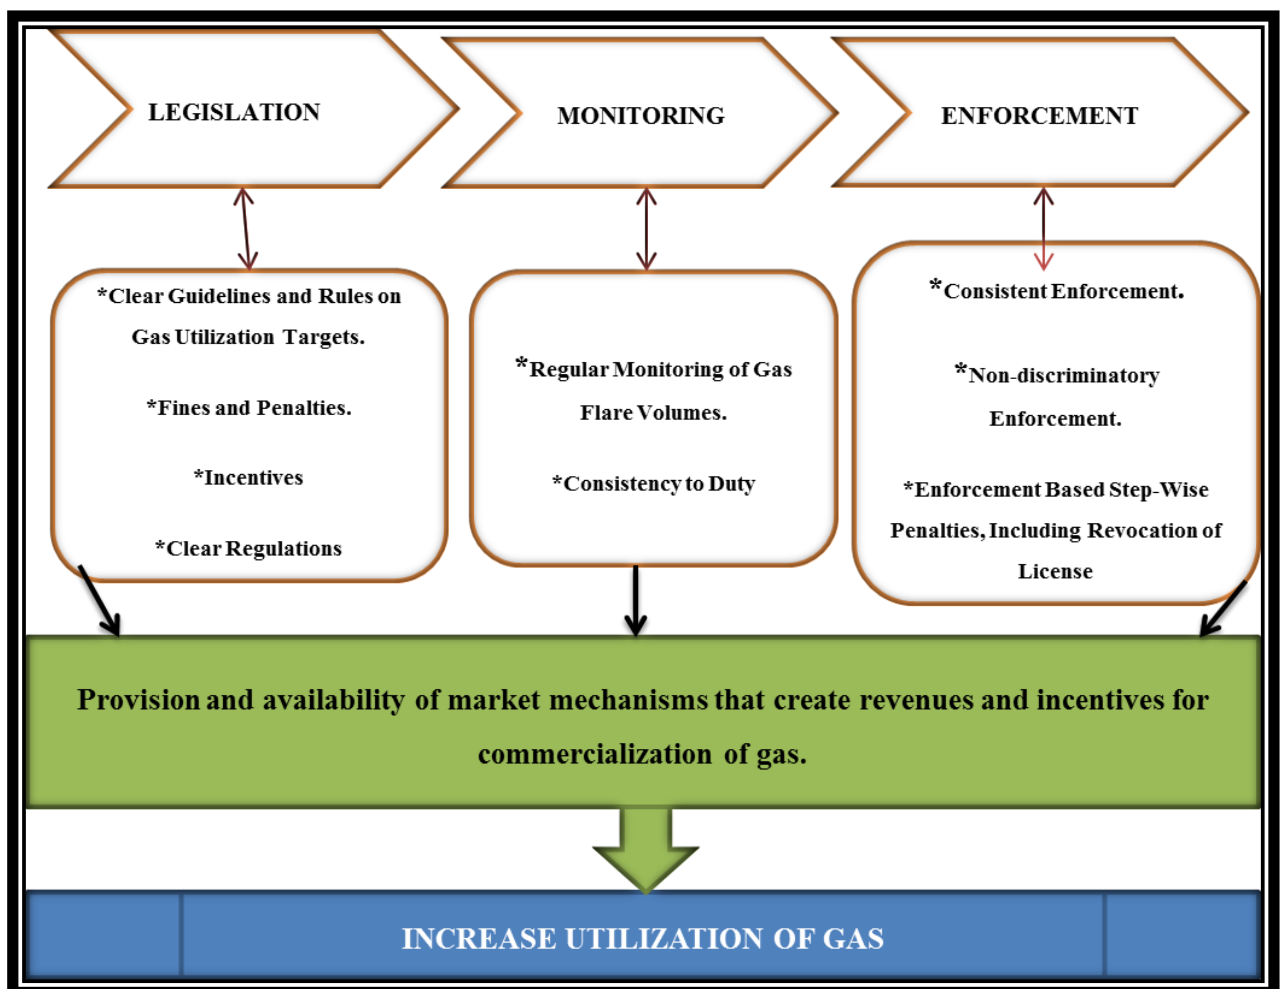 LEGISLATION
MONITORING
ENFORCEMENT
*Clear Guidelines and Rules on
Gas Utilization Targets.
*Fines and Penalties.
*Incentives
*Clear Regulations
*Regular Monitoring of Gas
Flare Volumes.
*Consistency to Duty
*Consistent Enforcement.
*Non-discriminatory
Enforcement.
*Enforcement Based Step-Wise
Penalties, Including Revocation of
License
Provision and availability of market mechanisms that create revenues and incentives for
commercialization of gas.
INCREASE UTILIZATION OF GAS